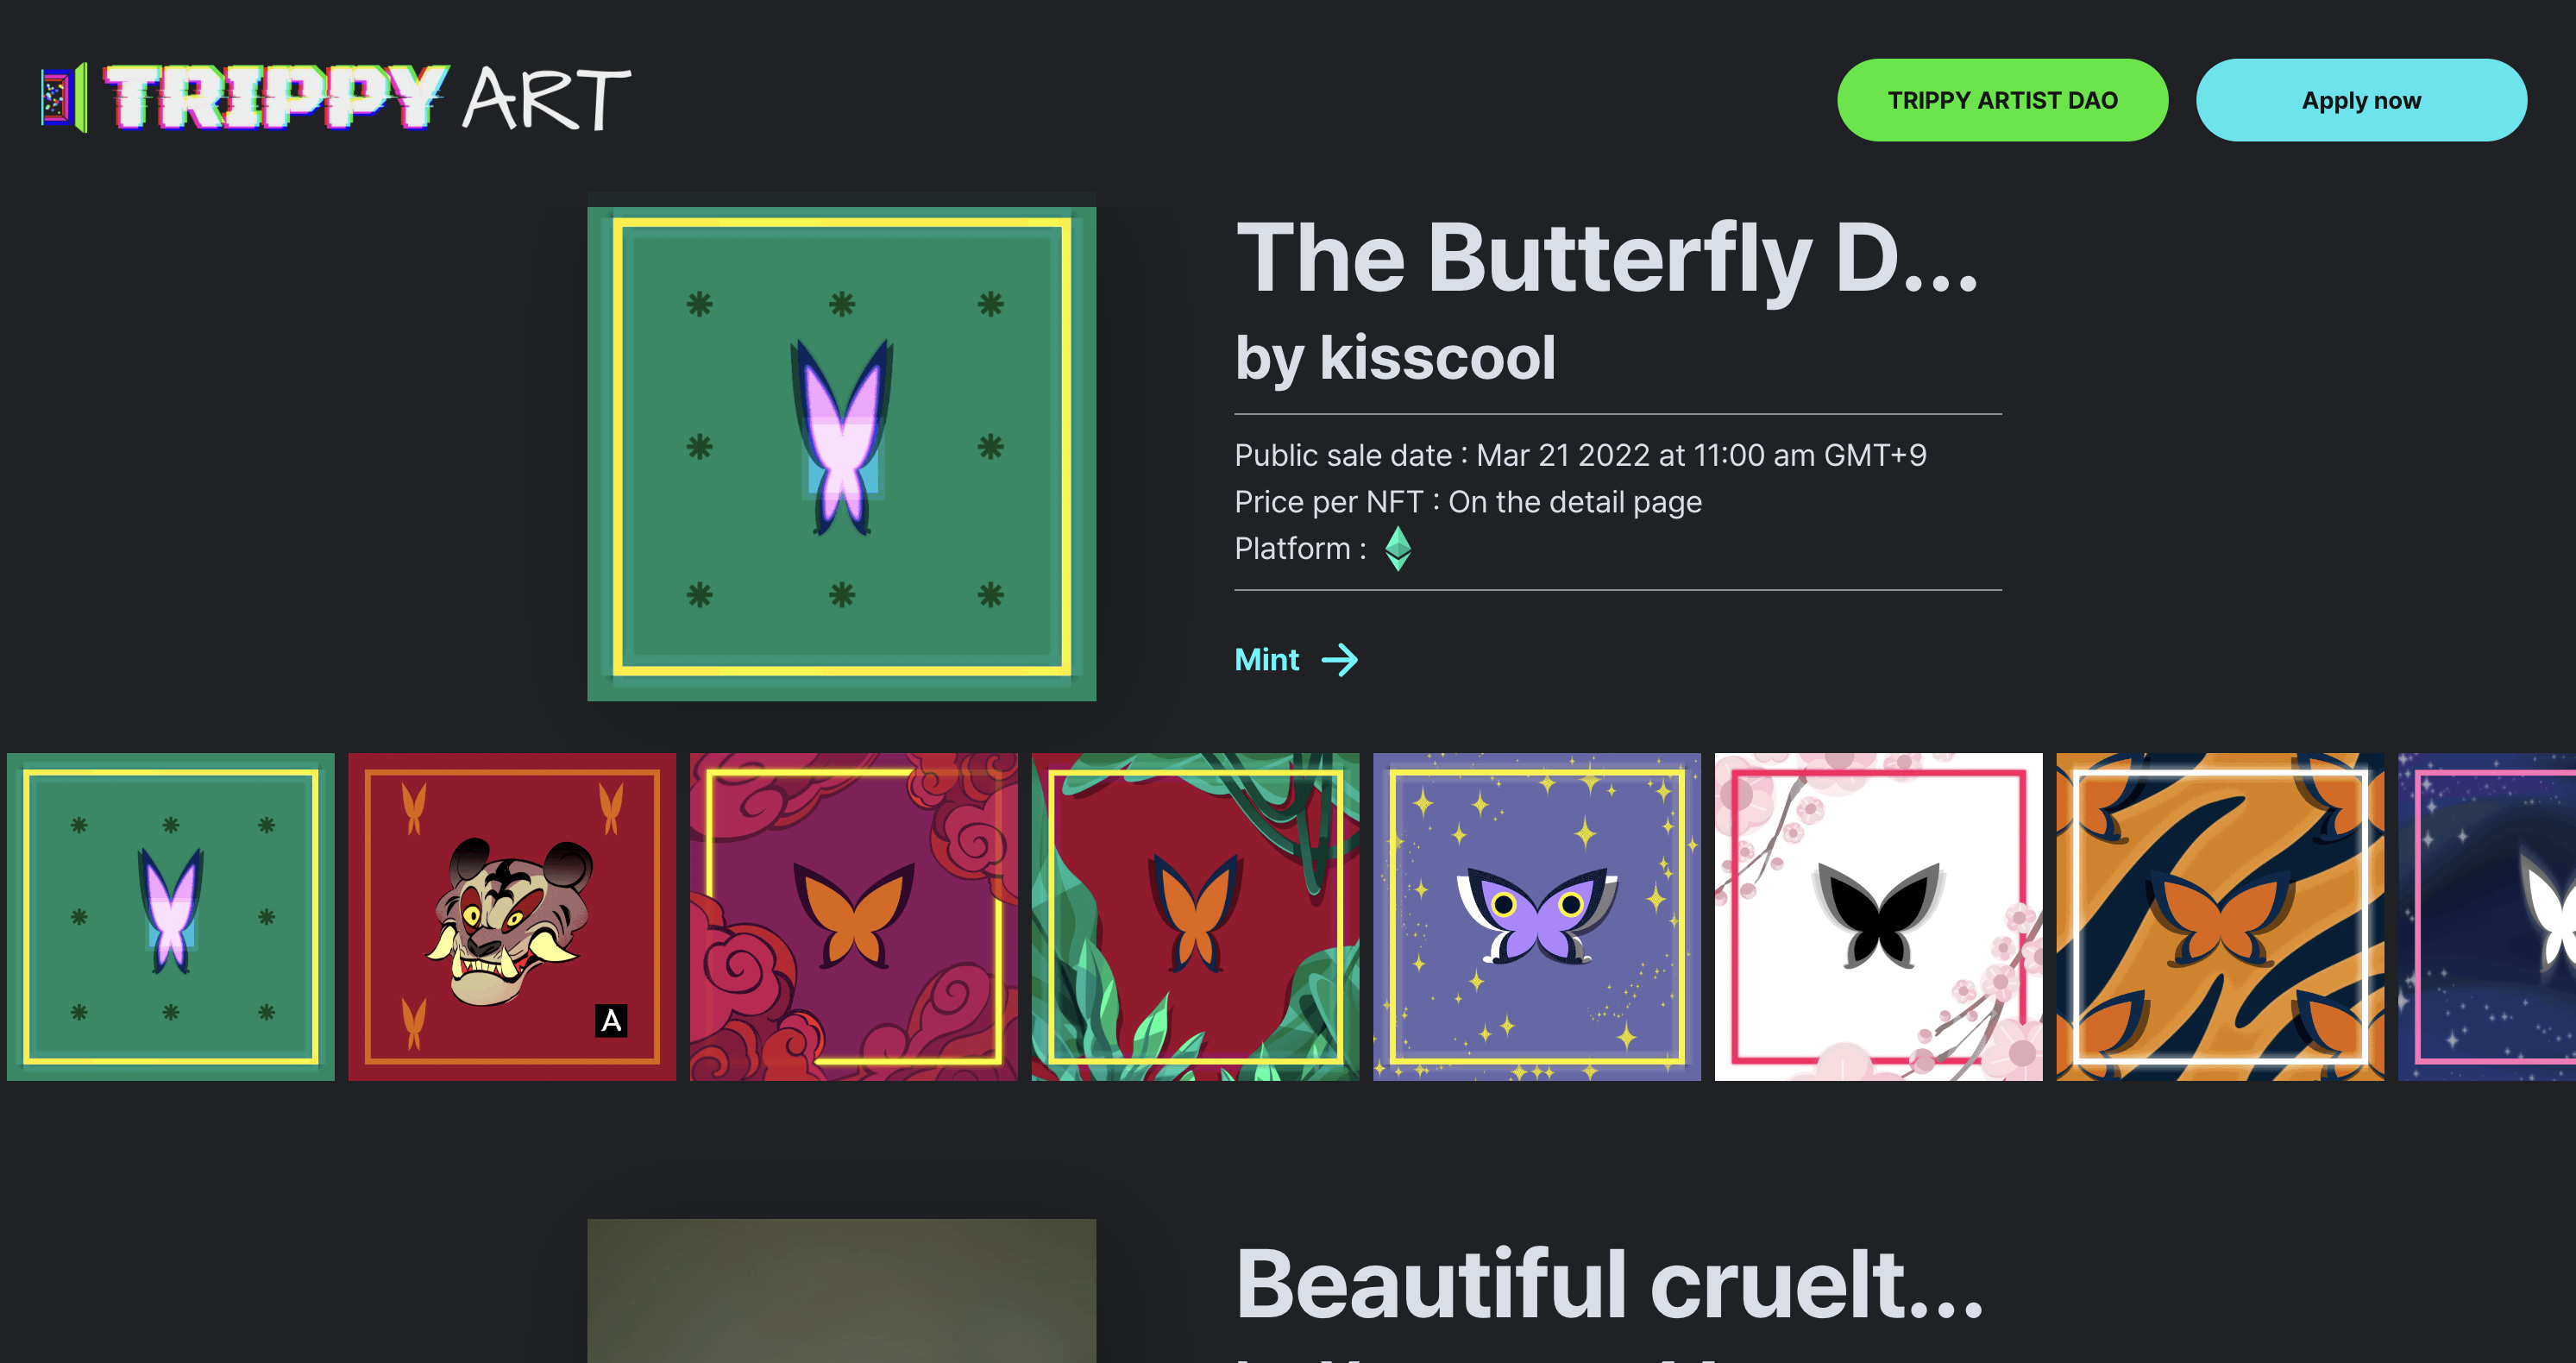 TRIPPY ART
TRIPPY ARTIST DAO
Apply now
The Butterfly D...
by kisscool
Public sale date : Mar 21 2022 at 11:00 am GMT+9
Price per NFT : On the detail page
Platform :
Mint
A
Beautiful cruelt...